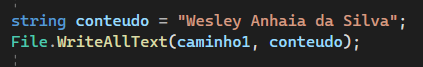 string conteudo = "Wesley Anhaia da Silva";
File.WriteAllText(caminho1, conteudo);